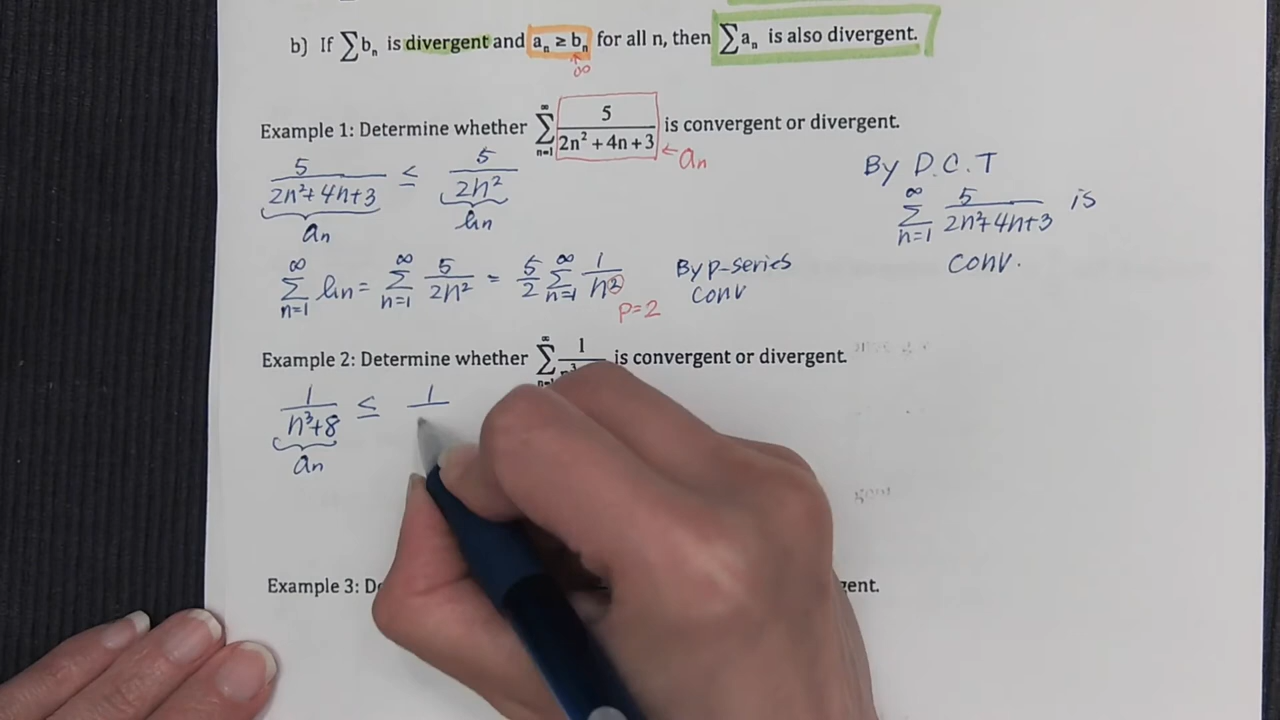 b) If ∑bₙ is divergent and aₙ ≥ bₙ for all n, then ∑aₙ is also divergent.
∞
Example 1: Determine whether ∞ ∑ n=1 5/(2n² + 4n + 3) is convergent or divergent.
← aₙ
5/(2n²+4n+3) ≤ 5/(2n²)
aₙ bₙ
By D.C.T
∞ ∑ n=1 5/(2n²+4n+3) is
conv.
∞ ∑ n=1 bₙ = ∞ ∑ n=1 5/(2n²) = 5/2 ∞ ∑ n=1 1/n² By p-series
conv
p=2
Example 2: Determine whether ∞ ∑ n=1 1/n³ is convergent or divergent.
1/(n³+8) ≤ 1
aₙ
Example 3: